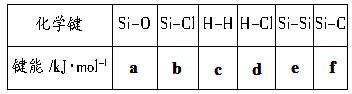 化学键 Si-O Si-Cl H-H H-Cl Si-Si Si-C
键能/kJ·mol⁻¹ a b c d e f